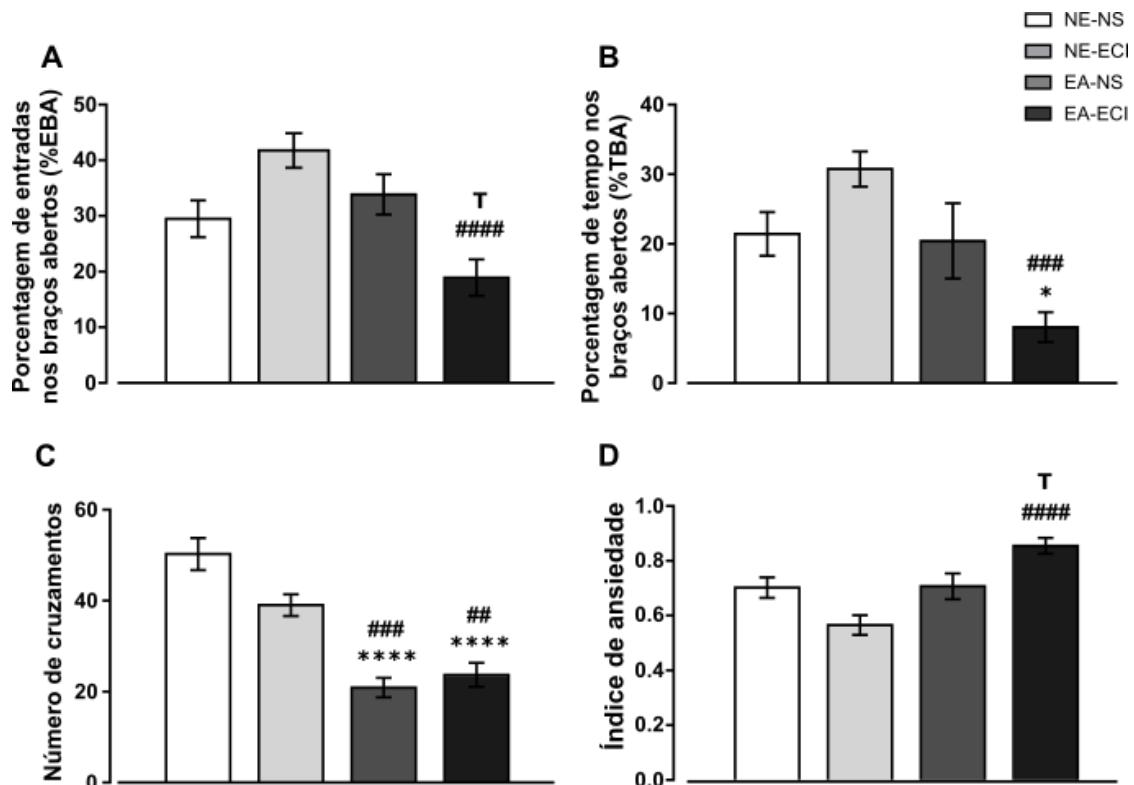 NE-NS
NE-ECI
EA-NS
EA-ECI
A
Porcentagem de entradas
nos braços abertos (%EBA)
50
40
30
20
10
0
T
####
B
Porcentagem de tempo nos
braços abertos (%TBA)
40
30
20
10
0
###
*
C
Número de cruzamentos
60
40
20
0
###
****
##
****
D
Índice de ansiedade
1.0
0.8
0.6
0.4
0.2
0.0
T
####